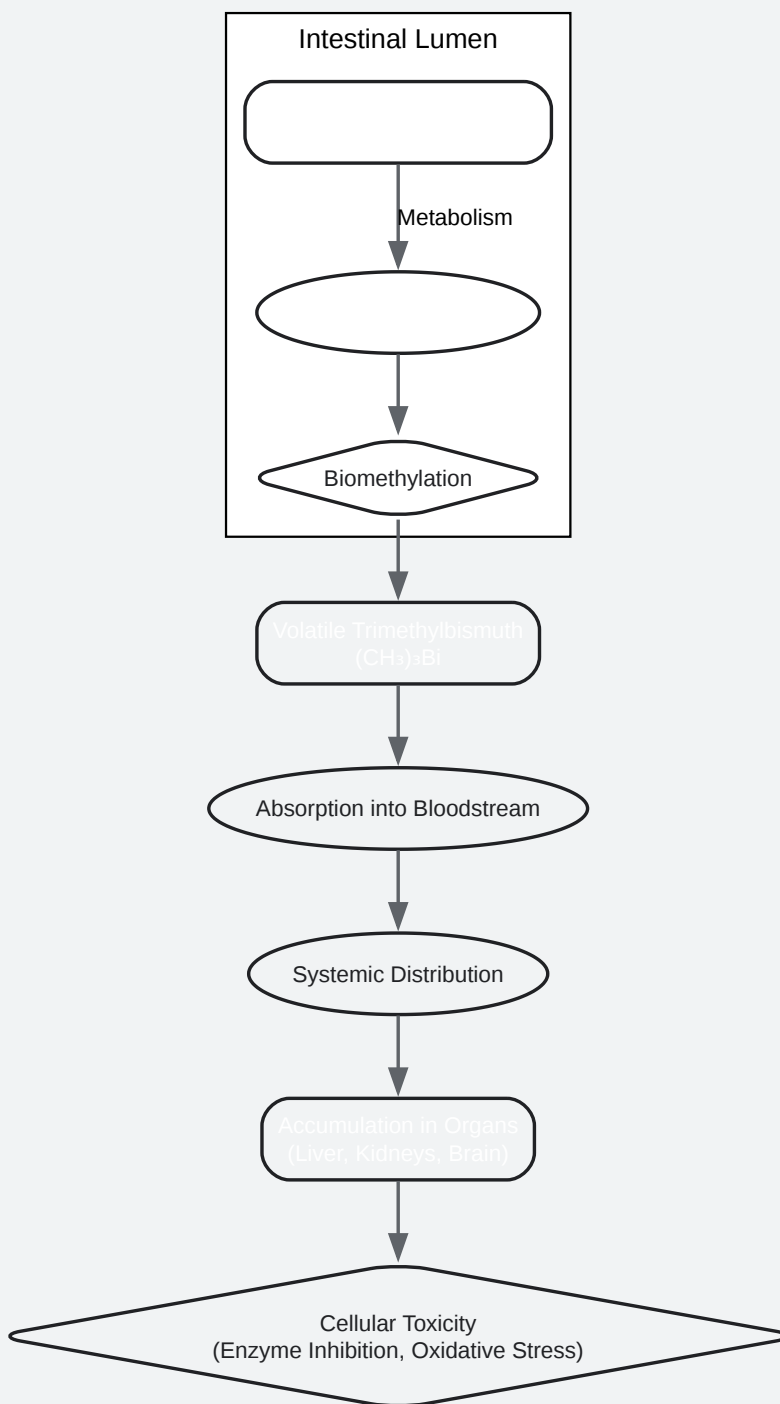 Intestinal Lumen
Metabolism
Biomethylation
Volatile Trimethylbismuth
(CH₃)₃Bi
Absorption into Bloodstream
Systemic Distribution
Accumulation in Organs
(Liver, Kidneys, Brain)
Cellular Toxicity
(Enzyme Inhibition, Oxidative Stress)